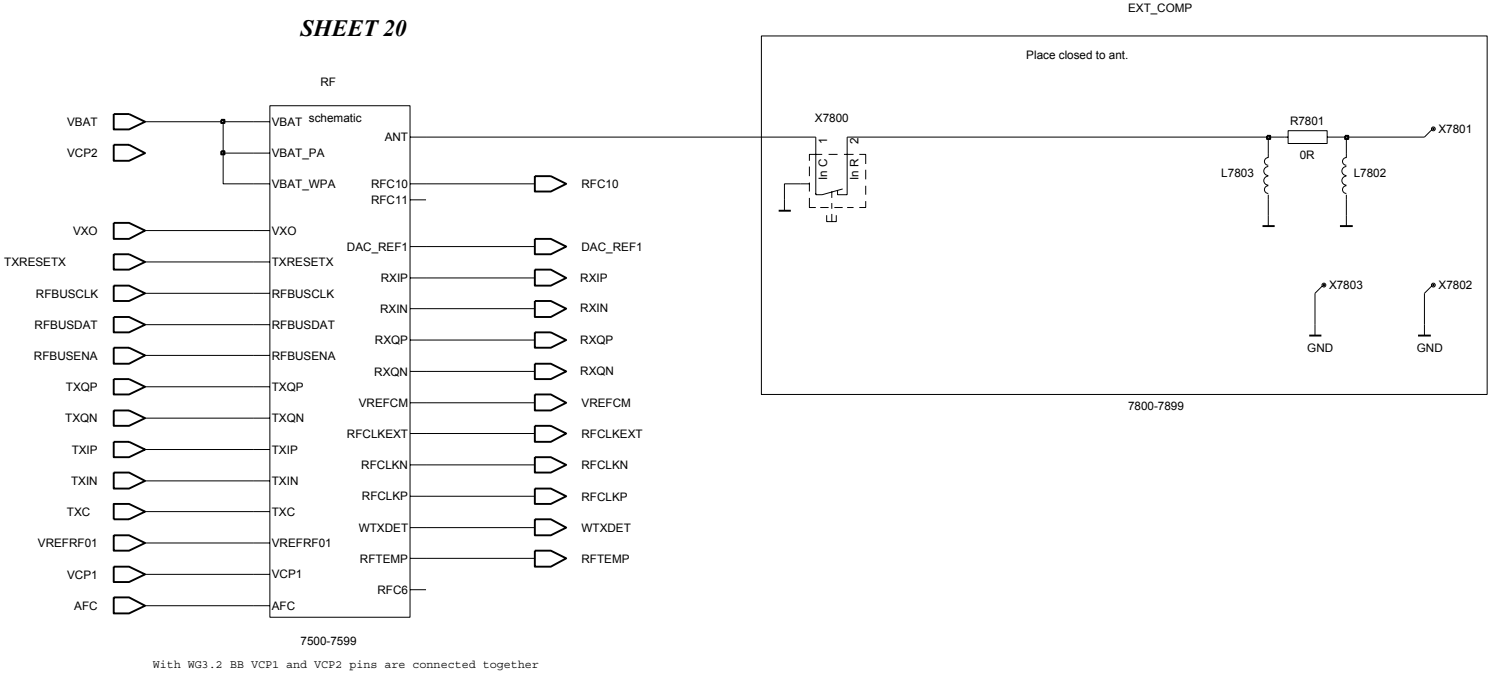 SHEET 20
EXT_COMP
RF
Place closed to ant.
VBAT
VBAT
schematic
ANT
X7800
1
2
In C
In R
R7801
0R
X7801
L7803
L7802
VCP2
VBAT_PA
VBAT_WPA
RFC10
RFC10
RFC11
VXO
VXO
DAC_REF1
DAC_REF1
TXRESETX
TXRESETX
RXIP
RXIP
X7803
X7802
GND
GND
RFBUSCLK
RFBUSCLK
RXIN
RXIN
RFBUSDAT
RFBUSDAT
RXQP
RXQP
RFBUSENA
RFBUSENA
RXQN
RXQN
TXQP
TXQP
VREFCM
VREFCM
7800-7899
TXQN
TXQN
RFCLKEXT
RFCLKEXT
TXIP
TXIP
RFCLKN
RFCLKN
TXIN
TXIN
RFCLKP
RFCLKP
TXC
TXC
WTXDET
WTXDET
VREFRF01
VREFRF01
RFTEMP
RFTEMP
VCP1
VCP1
RFC6
AFC
AFC
7500-7599
With WG3.2 BB VCP1 and VCP2 pins are connected together